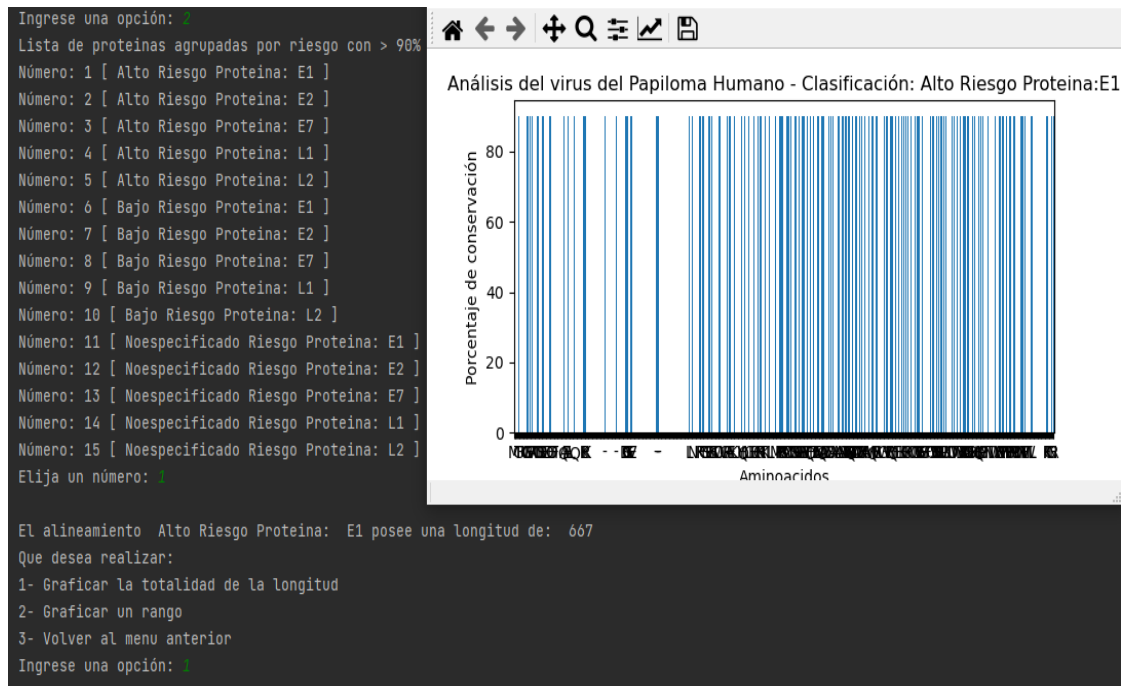 Ingrese una opción: 2
Lista de proteinas agrupadas por riesgo con > 90%
Número: 1 [ Alto Riesgo Proteina: E1 ]
Número: 2 [ Alto Riesgo Proteina: E2 ]
Número: 3 [ Alto Riesgo Proteina: E7 ]
Número: 4 [ Alto Riesgo Proteina: L1 ]
Número: 5 [ Alto Riesgo Proteina: L2 ]
Número: 6 [ Bajo Riesgo Proteina: E1 ]
Número: 7 [ Bajo Riesgo Proteina: E2 ]
Número: 8 [ Bajo Riesgo Proteina: E7 ]
Número: 9 [ Bajo Riesgo Proteina: L1 ]
Número: 10 [ Bajo Riesgo Proteina: L2 ]
Número: 11 [ Noespecificado Riesgo Proteina: E1 ]
Número: 12 [ Noespecificado Riesgo Proteina: E2 ]
Número: 13 [ Noespecificado Riesgo Proteina: E7 ]
Número: 14 [ Noespecificado Riesgo Proteina: L1 ]
Número: 15 [ Noespecificado Riesgo Proteina: L2 ]
Elija un número: 1
El alineamiento  Alto Riesgo Proteina:  E1 posee una longitud de:  667
Que desea realizar:
1- Graficar la totalidad de la longitud
2- Graficar un rango
3- Volver al menu anterior
Ingrese una opción: 1
Análisis del virus del Papiloma Humano - Clasificación: Alto Riesgo Proteina:E1
Porcentaje de conservación
80
60
40
20
0
Aminoacidos